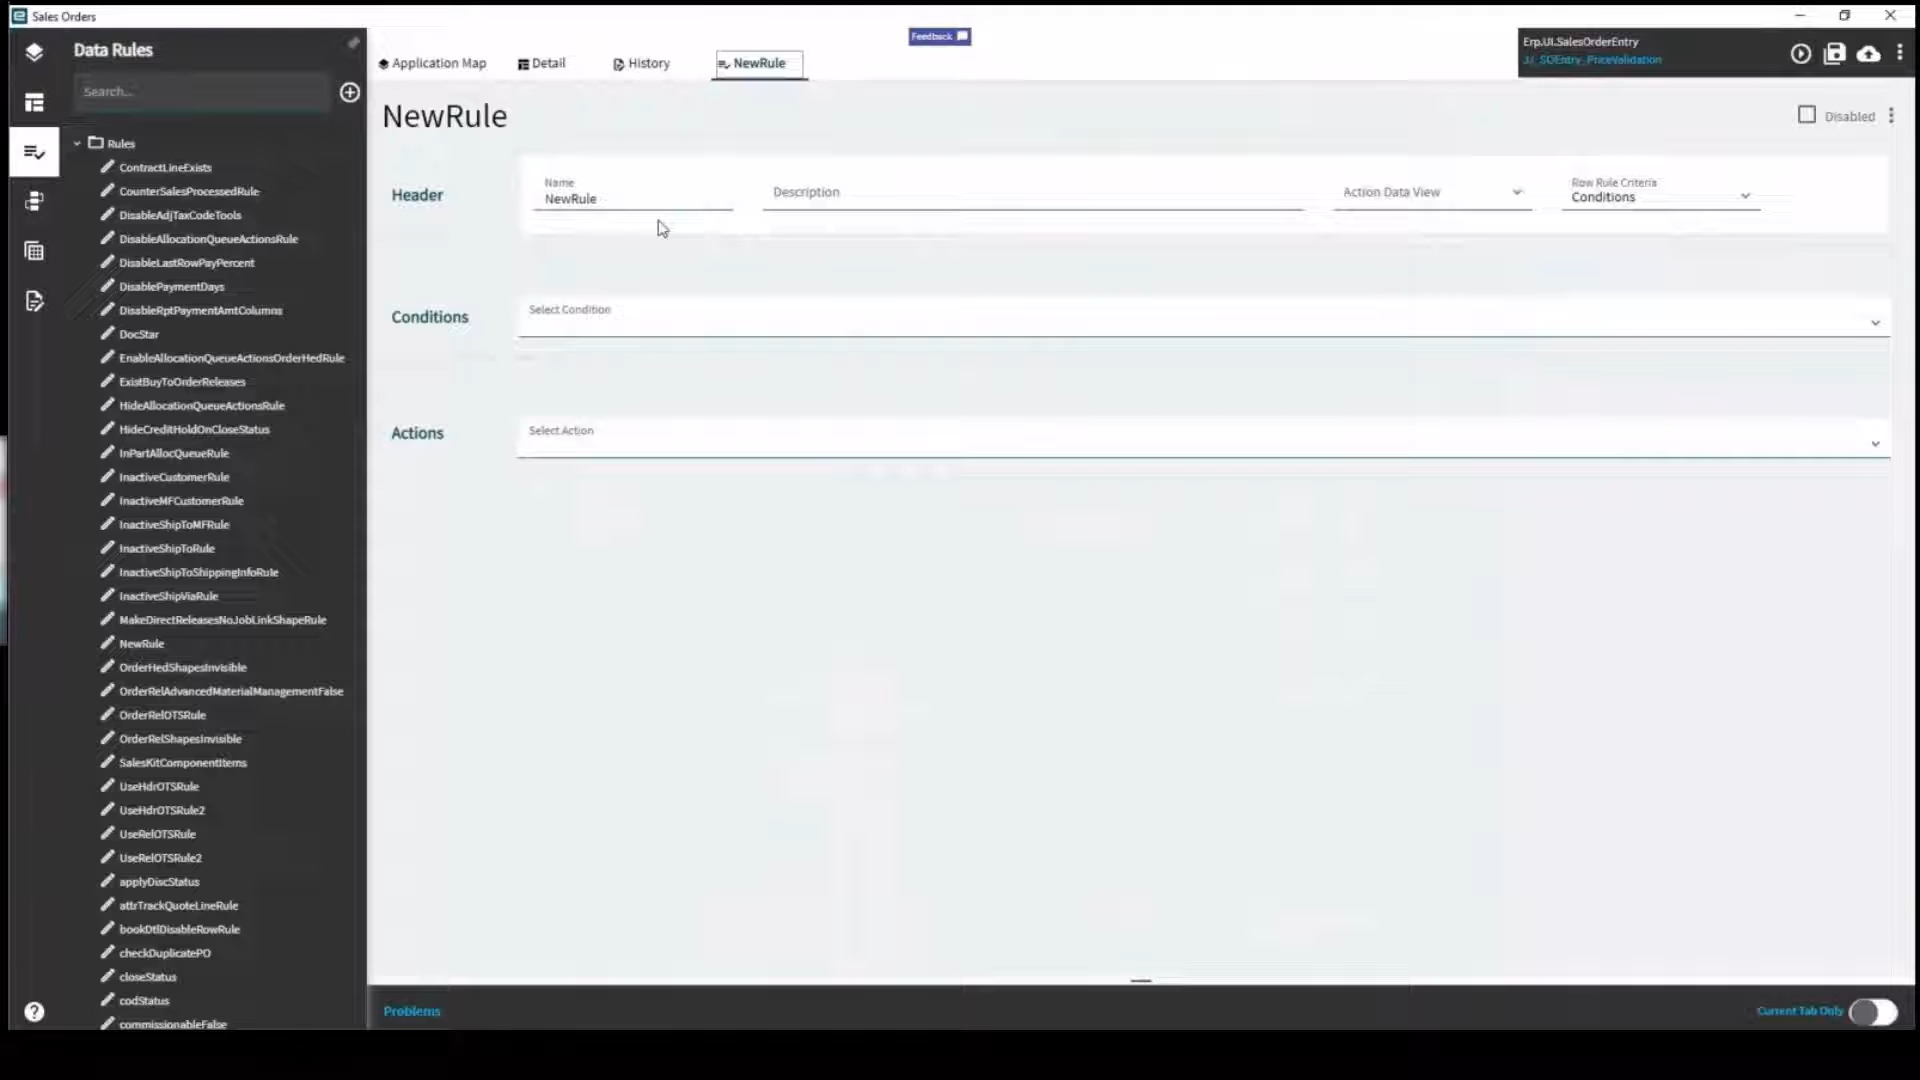 Sales Orders
Data Rules
Search...
Rules
ContractLineExists
CounterSalesProcessedRule
DisableAdjTaxCodeTools
DisableAllocationQueueActionsRule
DisableLastRowPayPercent
DisablePaymentDays
DisableRptPaymentAmtColumns
DocStar
EnableAllocationQueueActionsOrderHedRule
ExistBuyToOrderReleases
HideAllocationQueueActionsRule
HideCreditHoldOnCloseStatus
InPartAllocQueueRule
InactiveCustomerRule
InactiveMFCustomerRule
InactiveShipToMFRule
InactiveShipToRule
InactiveShipToShippingInfoRule
InactiveShipViaRule
MakeDirectReleasesNoJobLinkShapeRule
NewRule
OrderHedShapesInvisible
OrderRelAdvancedMaterialManagementFalse
OrderRelOTSRule
OrderRelShapesInvisible
SalesKitComponentItems
UseHdrOTSRule
UseHdrOTSRule2
UseRelOTSRule
UseRelOTSRule2
applyDiscStatus
attrTrackQuoteLineRule
bookDtlDisableRowRule
checkDuplicatePO
closeStatus
codStatus
commissionableFalse
Feedback
Application Map Detail History NewRule
Erp.UI.SalesOrderEntry
JJ_SOEntry_PriceValidation
NewRule
Disabled
Header
Name
NewRule
Description
Action Data View
Row Rule Criteria
Conditions
Conditions
Select Condition
Actions
Select Action
Problems
Current Tab Only